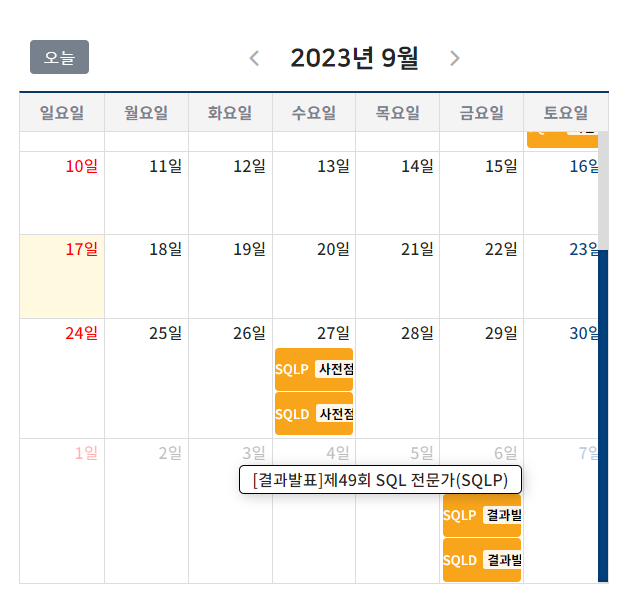 오늘
2023년 9월
일요일 월요일 화요일 수요일 목요일 금요일 토요일
10일 11일 12일 13일 14일 15일 16일
17일 18일 19일 20일 21일 22일 23일
24일 25일 26일 27일 28일 29일 30일
SQLP 사전점
SQLD 사전점
1일 2일 3일 4일 5일 6일 7일
[결과발표]제49회 SQL 전문가(SQLP)
SQLP 결과발
SQLD 결과발